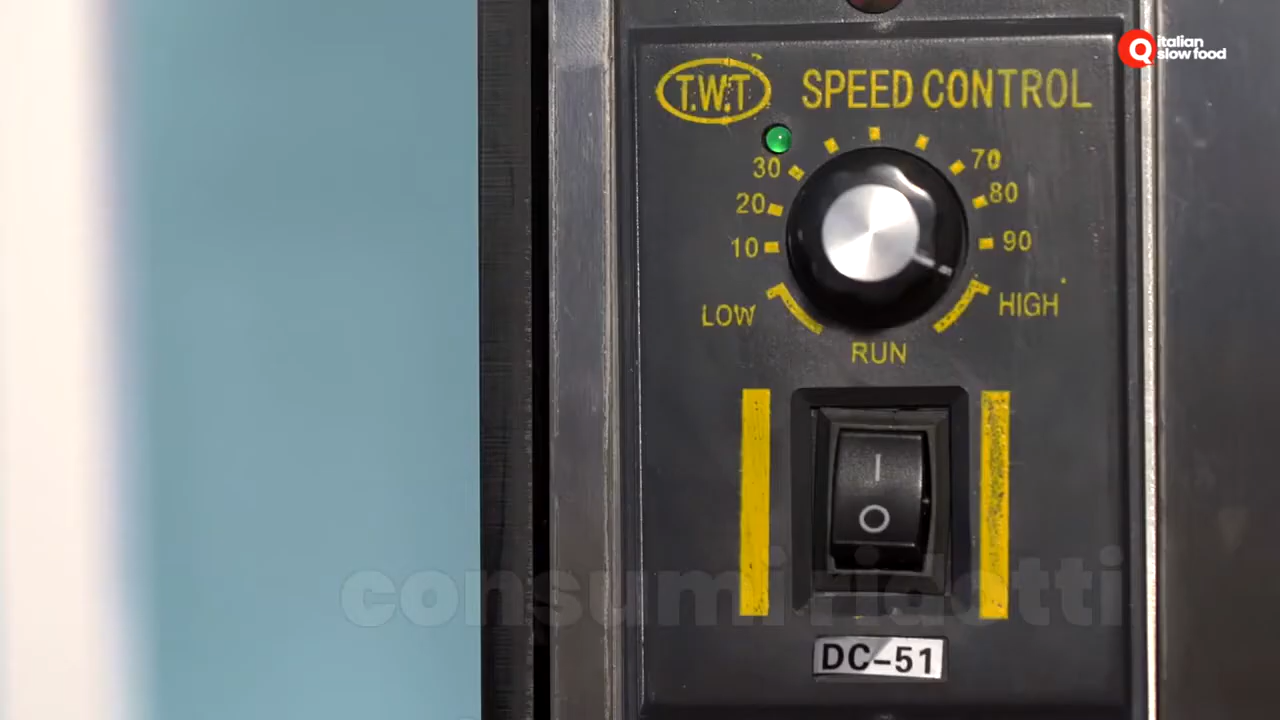 italian
slow food
T.W.T SPEED CONTROL
30 70
20 80
10 90
LOW HIGH
RUN
consumi ridotti
DC-51